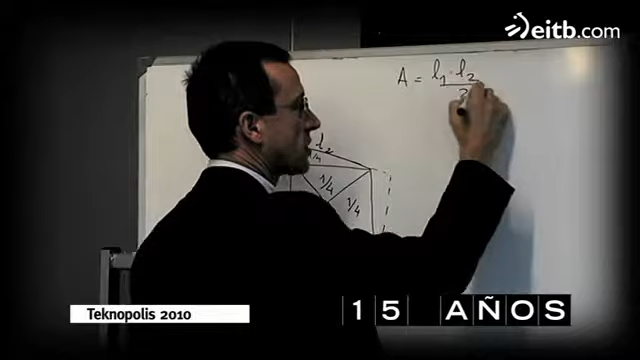 eitb.com
A = l₁ · l₂
2
l₂
1/4
1/4
1/4
Teknopolis 2010
15 AÑOS